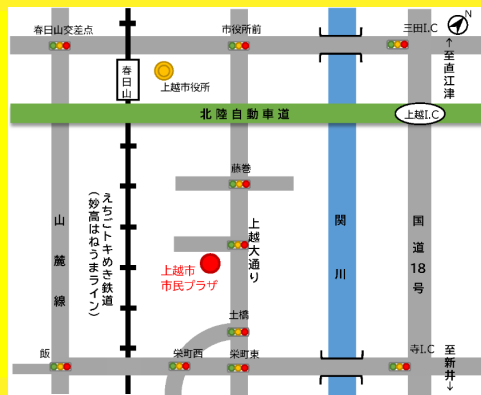 春日山交差点
市役所前
三田I.C
N
↑至直江津
春日山
上越市役所
北陸自動車道
上越I.C
藤巻
山麓線
えちごトキめき鉄道
(妙高はねうまライン)
上越大通り
関川
国道18号
上越市
市民プラザ
土橋
飯
栄町西
栄町東
寺I.C
至新井↓